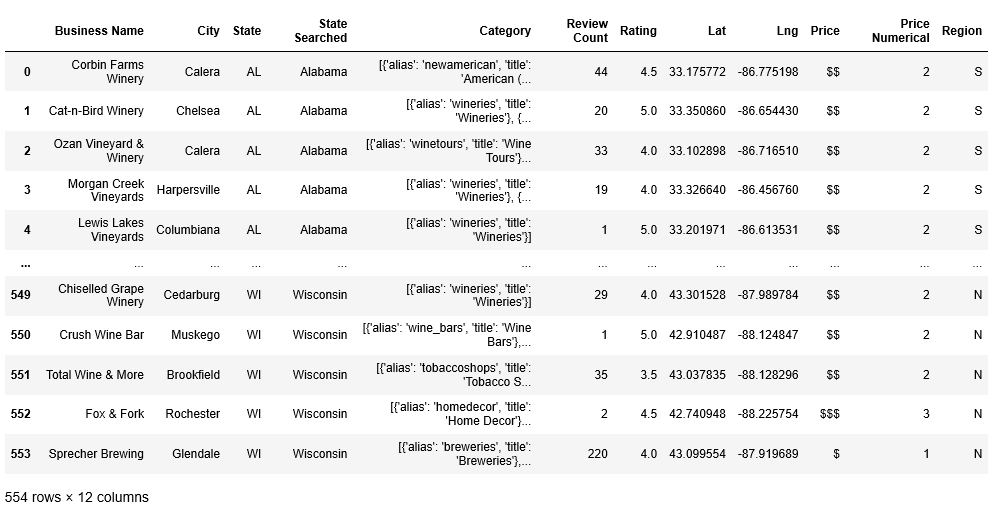 Business Name City State State Searched Category Review Count Rating Lat Lng Price Price Numerical Region
0 Corbin Farms Winery Calera AL Alabama [{'alias': 'newamerican', 'title': 'American (... 44 4.5 33.175772 -86.775198 $$ 2 S
1 Cat-n-Bird Winery Chelsea AL Alabama [{'alias': 'wineries', 'title': 'Wineries'}, {... 20 5.0 33.350860 -86.654430 $$ 2 S
2 Ozan Vineyard & Winery Calera AL Alabama [{'alias': 'winetours', 'title': 'Wine Tours'}... 33 4.0 33.102898 -86.716510 $$ 2 S
3 Morgan Creek Vineyards Harpersville AL Alabama [{'alias': 'wineries', 'title': 'Wineries'}, {... 19 4.0 33.326640 -86.456760 $$ 2 S
4 Lewis Lakes Vineyards Columbiana AL Alabama [{'alias': 'wineries', 'title': 'Wineries'}] 1 5.0 33.201971 -86.613531 $$ 2 S
... ... ... ... ... ... ... ... ... ... ... ... ...
549 Chiselled Grape Winery Cedarburg WI Wisconsin [{'alias': 'wineries', 'title': 'Wineries'}] 29 4.0 43.301528 -87.989784 $$ 2 N
550 Crush Wine Bar Muskego WI Wisconsin [{'alias': 'wine_bars', 'title': 'Wine Bars'},... 1 5.0 42.910487 -88.124847 $$ 2 N
551 Total Wine & More Brookfield WI Wisconsin [{'alias': 'tobaccoshops', 'title': 'Tobacco S... 35 3.5 43.037835 -88.128296 $$ 2 N
552 Fox & Fork Rochester WI Wisconsin [{'alias': 'homedecor', 'title': 'Home Decor'}... 2 4.5 42.740948 -88.225754 $$$ 3 N
553 Sprecher Brewing Glendale WI Wisconsin [{'alias': 'breweries', 'title': 'Breweries'},... 220 4.0 43.099554 -87.919689 $ 1 N
554 rows × 12 columns